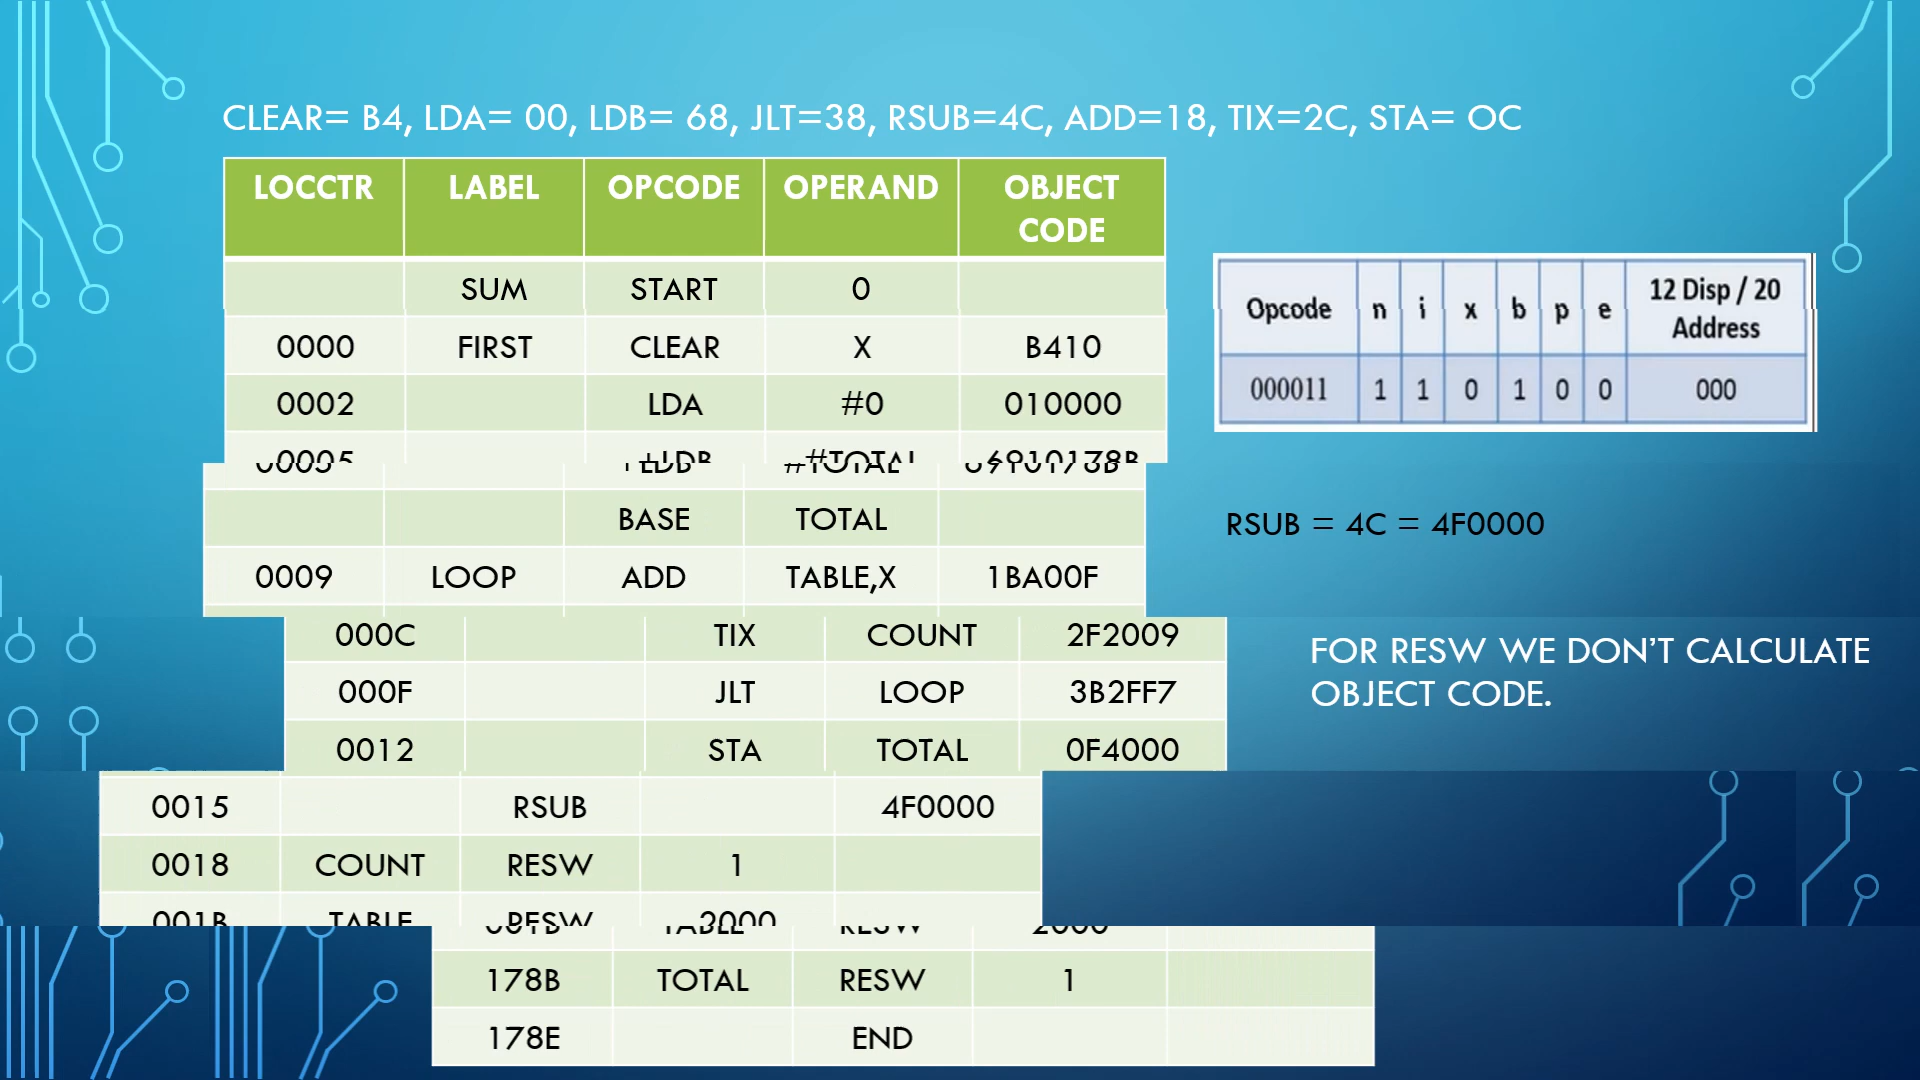 CLEAR= B4, LDA= 00, LDB= 68, JLT=38, RSUB=4C, ADD=18, TIX=2C, STA= OC
LOCCTR LABEL OPCODE OPERAND OBJECT CODE
SUM START 0
0000 FIRST CLEAR X B410
0002 LDA #0 010000
BASE TOTAL
0009 LOOP ADD TABLE,X 1BA00F
000C TIX COUNT 2F2009
000F JLT LOOP 3B2FF7
0012 STA TOTAL 0F4000
0015 RSUB 4F0000
0018 COUNT RESW 1
001B TABLE RESW 2000
178B TOTAL RESW 1
178E END
Opcode n i x b p e 12 Disp / 20 Address
000011 1 1 0 1 0 0 000
RSUB = 4C = 4F0000
FOR RESW WE DON'T CALCULATE
OBJECT CODE.